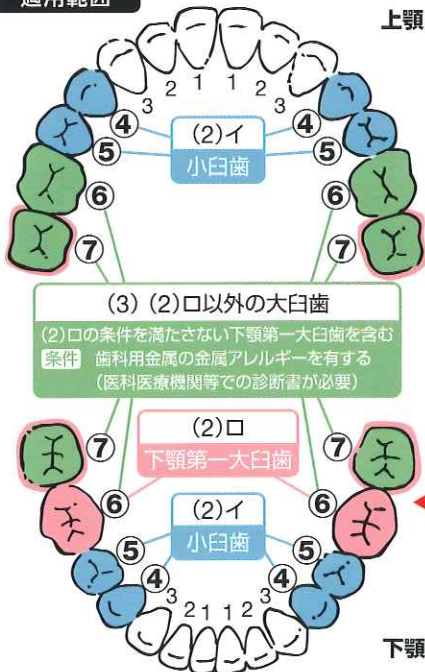 適用範囲
上顎
3 2 1 1 2 3
④ (2)イ ④
⑤ 小臼歯 ⑤
⑥ ⑥
⑦ ⑦
(3) (2)ロ以外の大臼歯
(2)ロの条件を満たさない下顎第一大臼歯を含む
条件 歯科用金属の金属アレルギーを有する
(医科医療機関等での診断書が必要)
⑦ (2)ロ ⑦
下顎第一大臼歯
⑥ ⑥
⑤ (2)イ ⑤
④ 小臼歯 ④
3 2 1 1 2 3
下顎